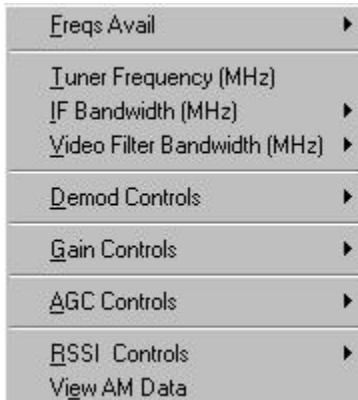 Freqs Avail
Tuner Frequency (MHz)
IF Bandwidth (MHz)
Video Filter Bandwidth (MHz)
Demod Controls
Gain Controls
AGC Controls
RSSI  Controls
View AM Data